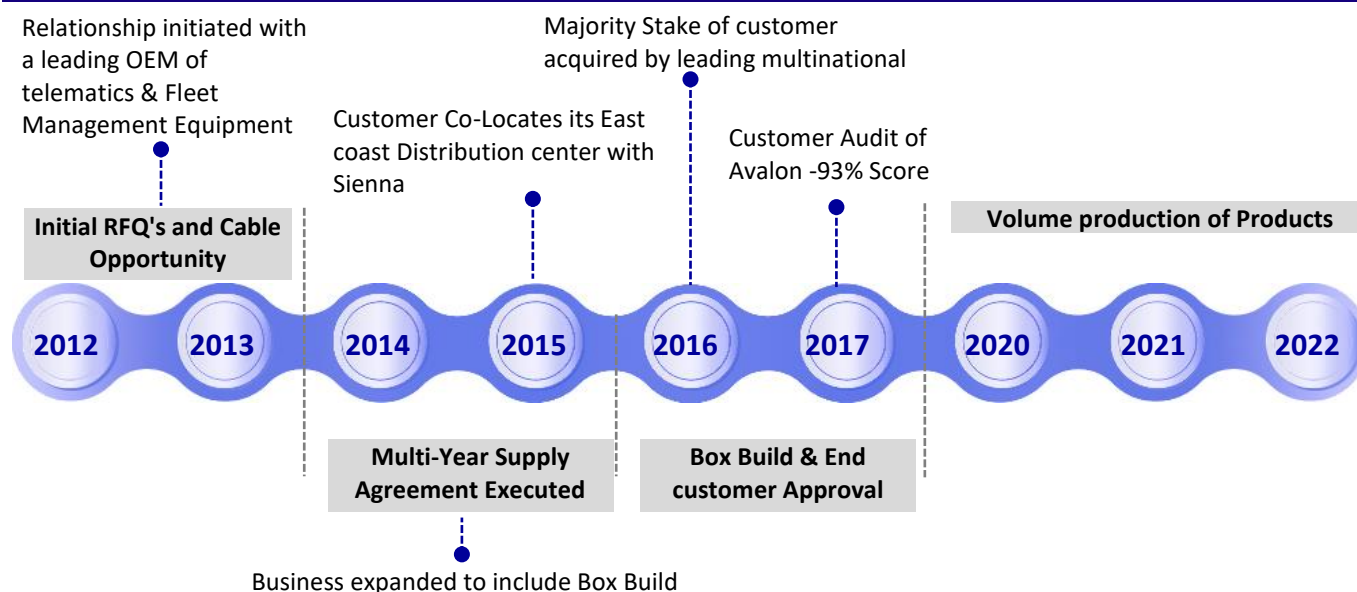 Relationship initiated with
a leading OEM of
telematics & Fleet
Management Equipment
Majority Stake of customer
acquired by leading multinational
Customer Co-Locates its East
coast Distribution center with
Sienna
Customer Audit of
Avalon -93% Score
Initial RFQ's and Cable
Opportunity
Volume production of Products
2012
2013
2014
2015
2016
2017
2020
2021
2022
Multi-Year Supply
Agreement Executed
Box Build & End
customer Approval
Business expanded to include Box Build